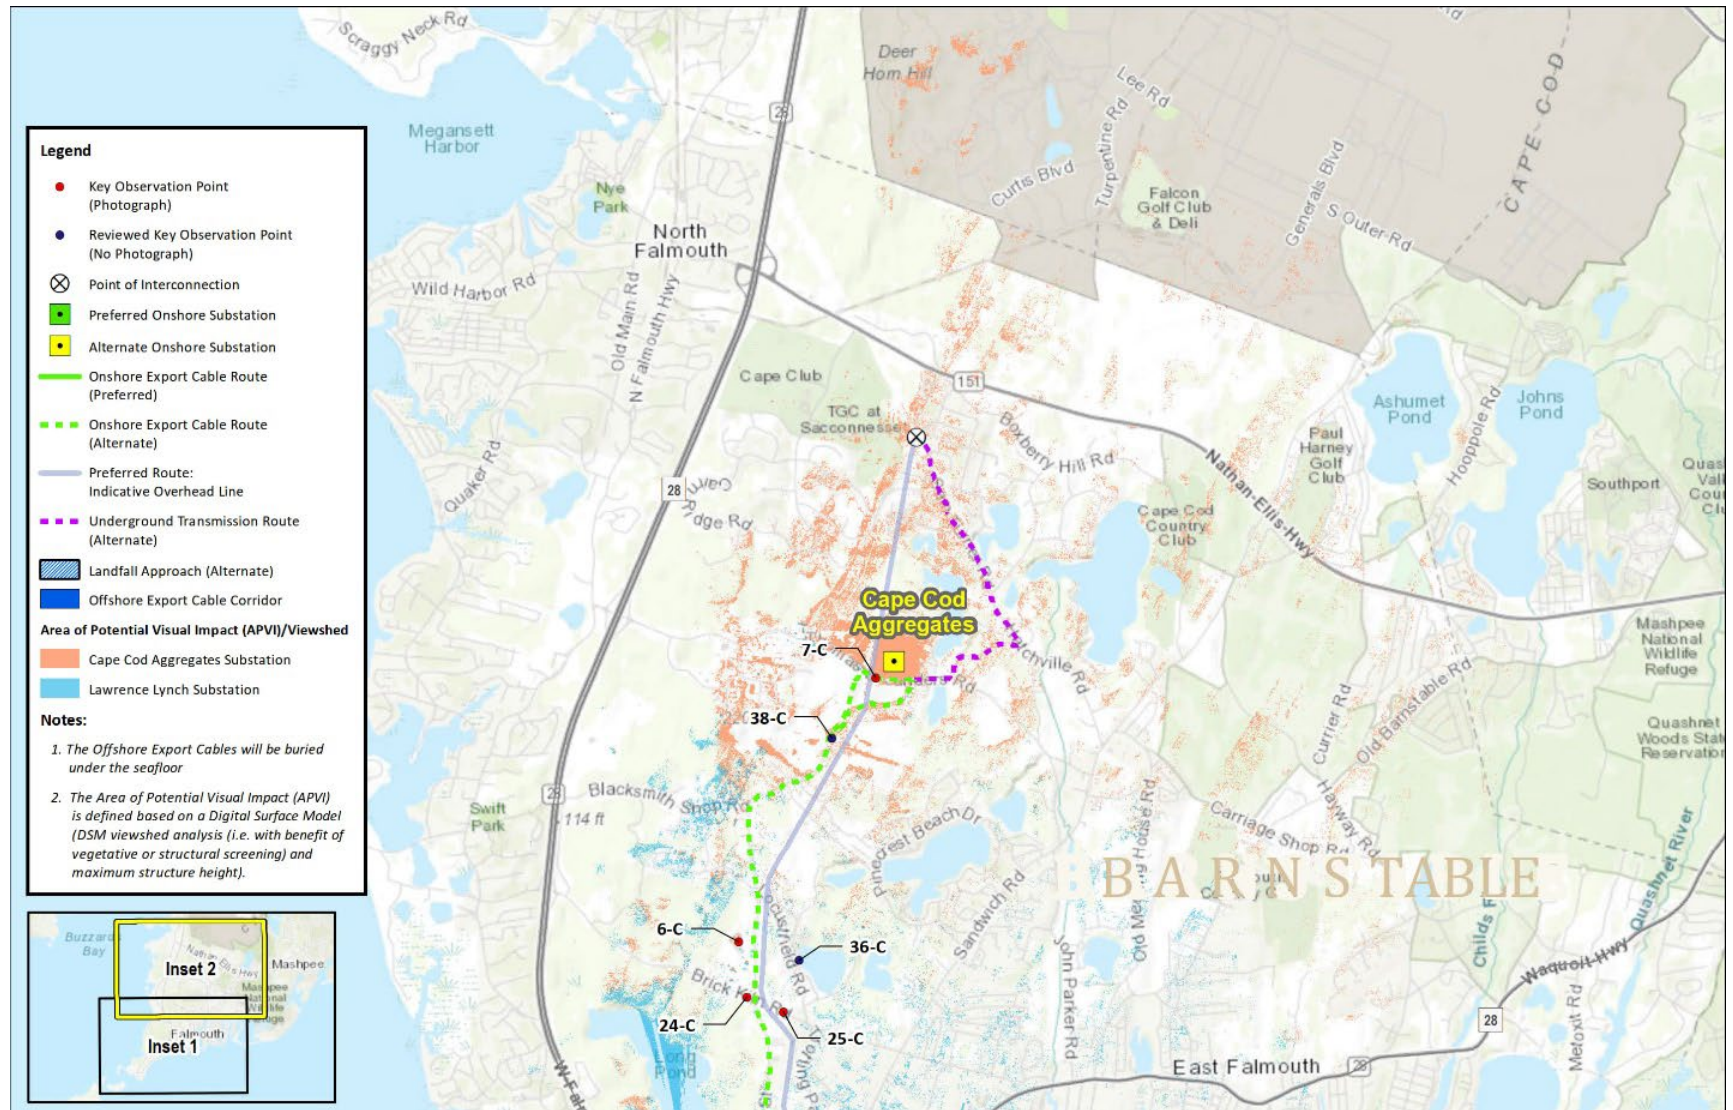 Legend
Key Observation Point
(Photograph)
Reviewed Key Observation Point
(No Photograph)
Point of Interconnection
Preferred Onshore Substation
Alternate Onshore Substation
Onshore Export Cable Route
(Preferred)
Onshore Export Cable Route
(Alternate)
Preferred Route:
Indicative Overhead Line
Underground Transmission Route
(Alternate)
Landfall Approach (Alternate)
Offshore Export Cable Corridor
Area of Potential Visual Impact (APVI)/Viewshed
Cape Cod Aggregates Substation
Lawrence Lynch Substation
Notes:
1. The Offshore Export Cables will be buried
under the seafloor
2. The Area of Potential Visual Impact (APVI)
is defined based on a Digital Surface Model
(DSM viewshed analysis (i.e. with benefit of
vegetative or structural screening) and
maximum structure height).
Buzzards
Bay
Inset 2
Nathan Ellis Hwy
Mashpee
Falmouth
Inset 1
Scraggy Neck Rd
Megansett
Harbor
28
Nye
Park
North
Falmouth
Wild Harbor Rd
Old Main Rd
N Falmouth Hwy
Quaker Rd
Deer
Horn Hill
Lee Rd
Turpentine Rd
Curtis Blvd
Falcon
Golf Club
& Deli
Generals Blvd
S Outer Rd
CAPE COD
Cape Club
TGC at
Sacconnesse
151
Boxberry Hill Rd
Nathan-Ellis-Hwy
Paul
Harney
Golf
Club
Ashumet
Pond
Johns
Pond
Hooppole Rd
Southport
28
Cairn
Ridge Rd
Cape Cod
Country
Club
Cape Cod
Aggregates
7-C
38-C
Mashpee
National
Wildlife
Refuge
Quashnet
Woods State
Reservation
Currier Rd
Old Barnstable Rd
Hayway Rd
Carriage Shop Rd
Blacksmith Shop Rd
28
114 ft
Swift
Park
Pinecrest Beach Dr
Sandwich Rd
BARNSTABLE
Quashnet River
6-C
36-C
Locustfield Rd
24-C
25-C
Long
Pond
John Parker Rd
Waquoit Hwy
Metoxit Rd
28
East Falmouth
28